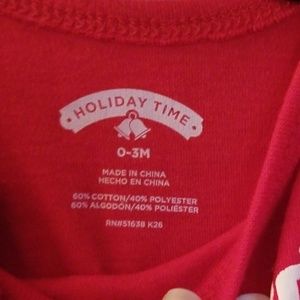 HOLIDAY TIME
0-3M
MADE IN CHINA
HECHO EN CHINA
60% COTTON/40% POLYESTER
60% ALGODÓN/40% POLIÉSTER
RN#51638 K26